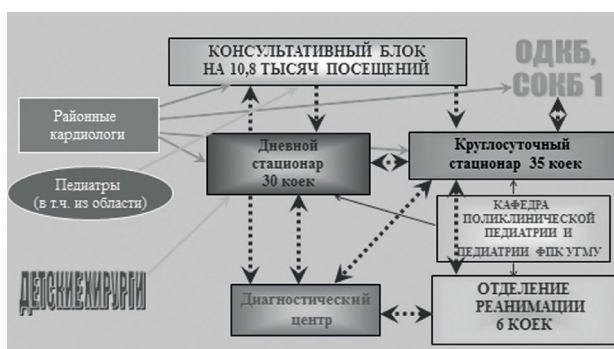 КОНСУЛЬТАТИВНЫЙ БЛОК
НА 10,8 ТЫСЯЧ ПОСЕЩЕНИЙ
ОДКБ,
СОКБ 1
Районные
кардиологи
Дневной
стационар
30 коек
Круглосуточный
стационар 35 коек
Педиатры
(в т.ч. из области)
КАФЕДРА
ПОЛИКЛИНИЧЕСКОЙ
ПЕДИАТРИИ И
ПЕДИАТРИИ ФПК УГМУ
ДЕТСКИЕ ХИРУРГИ
Диагностический
центр
ОТДЕЛЕНИЕ
РЕАНИМАЦИИ
6 КОЕК